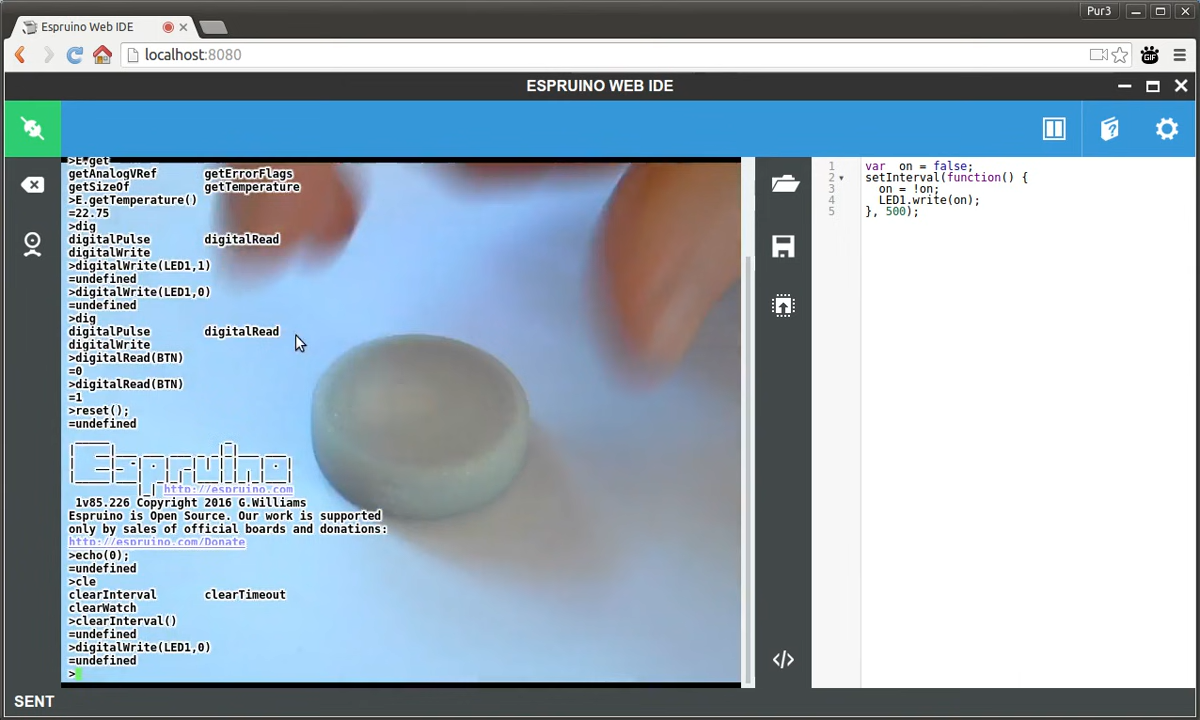 Pur3
Espruino Web IDE
localhost:8080
GIF
ESPRUINO WEB IDE
>E.get
getAnalogVRef getErrorFlags
getSizeOf getTemperature
>E.getTemperature()
=22.75
>dig
digitalPulse digitalRead
digitalWrite
>digitalWrite(LED1,1)
=undefined
>digitalWrite(LED1,0)
=undefined
>dig
digitalPulse digitalRead
digitalWrite
>digitalRead(BTN)
=0
>digitalRead(BTN)
=1
>reset();
=undefined
Espruino
http://espruino.com
1v85.226 Copyright 2016 G.Williams
Espruino is Open Source. Our work is supported
only by sales of official boards and donations:
http://espruino.com/Donate
>echo(0);
=undefined
>cle
clearInterval clearTimeout
clearWatch
>clearInterval()
=undefined
>digitalWrite(LED1,0)
=undefined
>
1 var on = false;
2 setInterval(function() {
3 on = !on;
4 LED1.write(on);
5 }, 500);
SENT